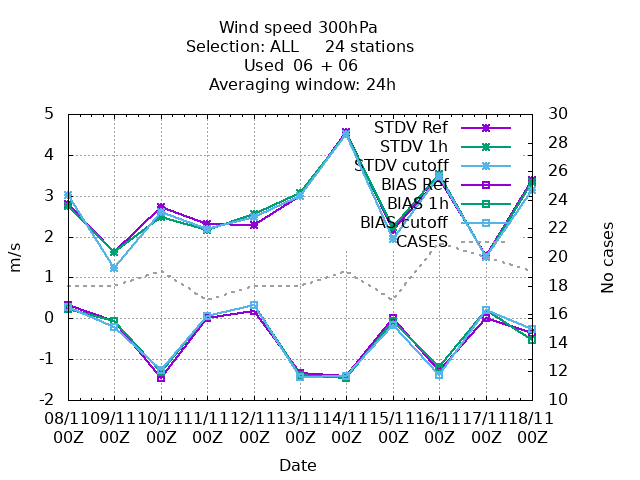 Wind speed 300hPa
Selection: ALL 24 stations
Used 06 + 06
Averaging window: 24h
5
4
3
2
1
0
-1
-2
m/s
30
28
26
24
22
20
18
16
14
12
10
No cases
STDV Ref
STDV 1h
STDV cutoff
BIAS Ref
BIAS 1h
BIAS cutoff
CASES
08/11 09/11 10/11 11/11 12/11 13/11 14/11 15/11 16/11 17/11 18/11
00Z 00Z 00Z 00Z 00Z 00Z 00Z 00Z 00Z 00Z 00Z
Date